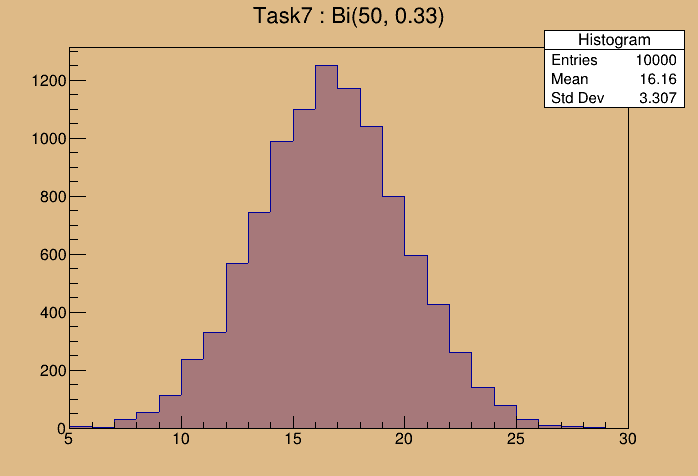 Task7 : Bi(50, 0.33)
Histogram
Entries 10000
Mean 16.16
Std Dev 3.307
1200
1000
800
600
400
200
0
5 10 15 20 25 30